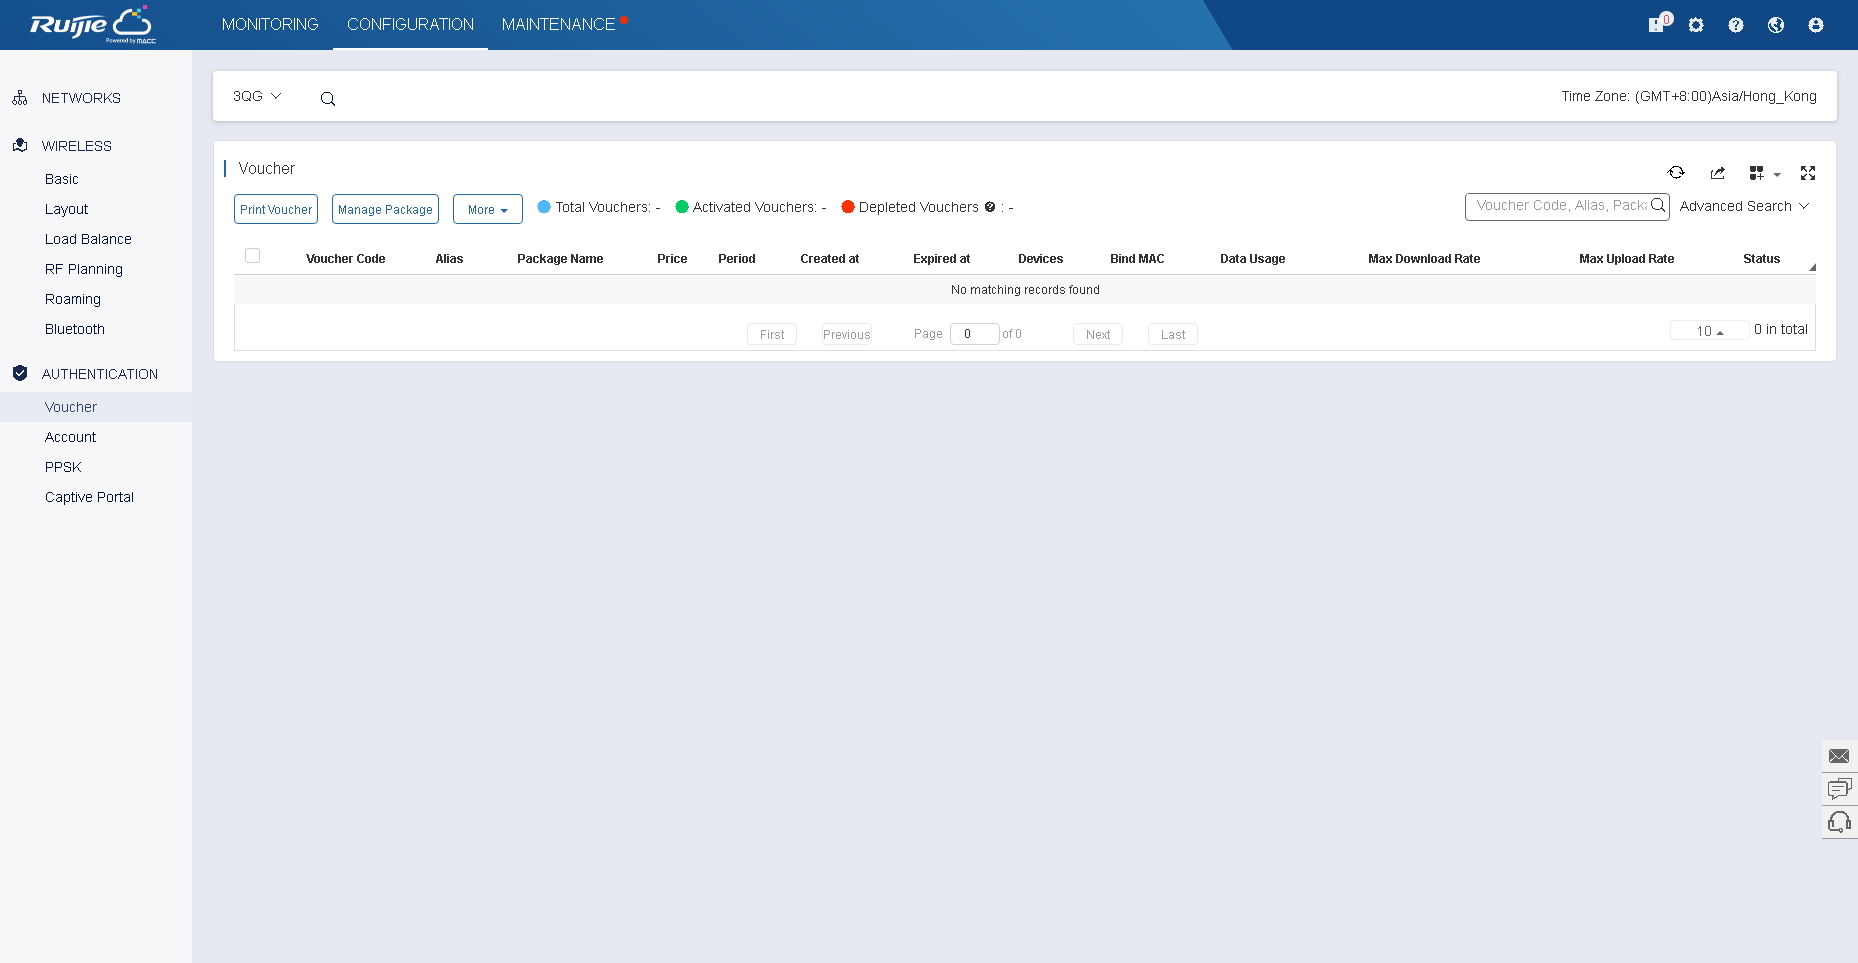 Ruijie
Powered by MACC
MONITORING CONFIGURATION MAINTENANCE
0
NETWORKS
WIRELESS
Basic
Layout
Load Balance
RF Planning
Roaming
Bluetooth
AUTHENTICATION
Voucher
Account
PPSK
Captive Portal
3QG
Time Zone: (GMT+8:00)Asia/Hong_Kong
Voucher
Print Voucher Manage Package More Total Vouchers: - Activated Vouchers: - Depleted Vouchers : - Voucher Code, Alias, Packa Advanced Search
Voucher Code Alias Package Name Price Period Created at Expired at Devices Bind MAC Data Usage Max Download Rate Max Upload Rate Status
No matching records found
First Previous Page 0 of 0 Next Last 10 0 in total